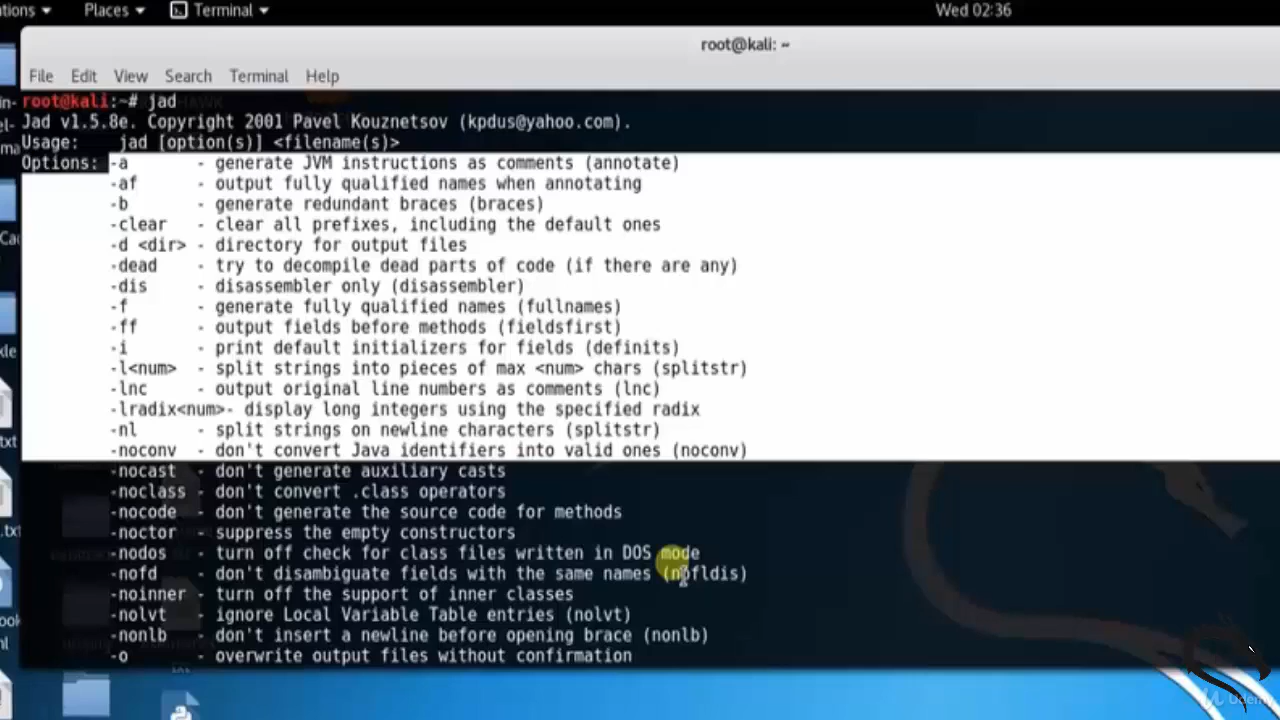 tions Places Terminal Wed 02:36
root@kali: ~
File Edit View Search Terminal Help
root@kali:~# jad
Jad v1.5.8e. Copyright 2001 Pavel Kouznetsov (kpdus@yahoo.com).
Usage:    jad [option(s)] <filename(s)>
Options: -a       - generate JVM instructions as comments (annotate)
-af      - output fully qualified names when annotating
-b       - generate redundant braces (braces)
-clear   - clear all prefixes, including the default ones
-d <dir> - directory for output files
-dead    - try to decompile dead parts of code (if there are any)
-dis     - disassembler only (disassembler)
-f       - generate fully qualified names (fullnames)
-ff      - output fields before methods (fieldsfirst)
-i       - print default initializers for fields (definits)
-l<num>  - split strings into pieces of max <num> chars (splitstr)
-lnc     - output original line numbers as comments (lnc)
-lradix<num>- display long integers using the specified radix
-nl      - split strings on newline characters (splitstr)
-noconv  - don't convert Java identifiers into valid ones (noconv)
-nocast  - don't generate auxiliary casts
-noclass - don't convert .class operators
-nocode  - don't generate the source code for methods
-noctor  - suppress the empty constructors
-nodos   - turn off check for class files written in DOS mode
-nofd    - don't disambiguate fields with the same names (nofldis)
-noinner - turn off the support of inner classes
-nolvt   - ignore Local Variable Table entries (nolvt)
-nonlb   - don't insert a newline before opening brace (nonlb)
-o       - overwrite output files without confirmation
Udemy